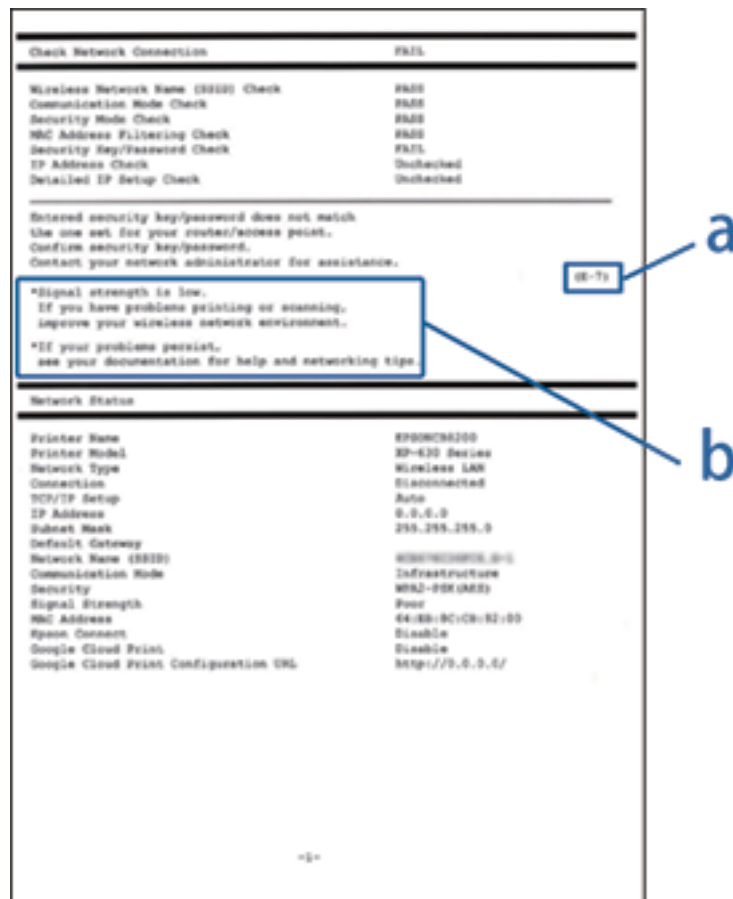 Check Network Connection FAIL
Wireless Network Name (SSID) Check PASS
Communication Mode Check PASS
Security Mode Check PASS
MAC Address Filtering Check PASS
Security Key/Password Check FAIL
IP Address Check Unchecked
Detailed IP Setup Check Unchecked
Entered security key/password does not match
the one set for your router/access point.
Confirm security key/password.
Contact your network administrator for assistance.
(E-7)
a
*Signal strength is low.
If you have problems printing or scanning,
improve your wireless network environment.
*If your problems persist,
see your documentation for help and networking tips.
b
Network Status
Printer Name
Printer Model XP-630 Series
Network Type Wireless LAN
Connection Disconnected
TCP/IP Setup Auto
IP Address 0.0.0.0
Subnet Mask 255.255.255.0
Default Gateway
Network Name (SSID)
Communication Mode Infrastructure
Security WPA2-PSK(AES)
Signal Strength Poor
MAC Address
Epson Connect Disable
Google Cloud Print Disable
Google Cloud Print Configuration URL http://0.0.0.0/
-1-